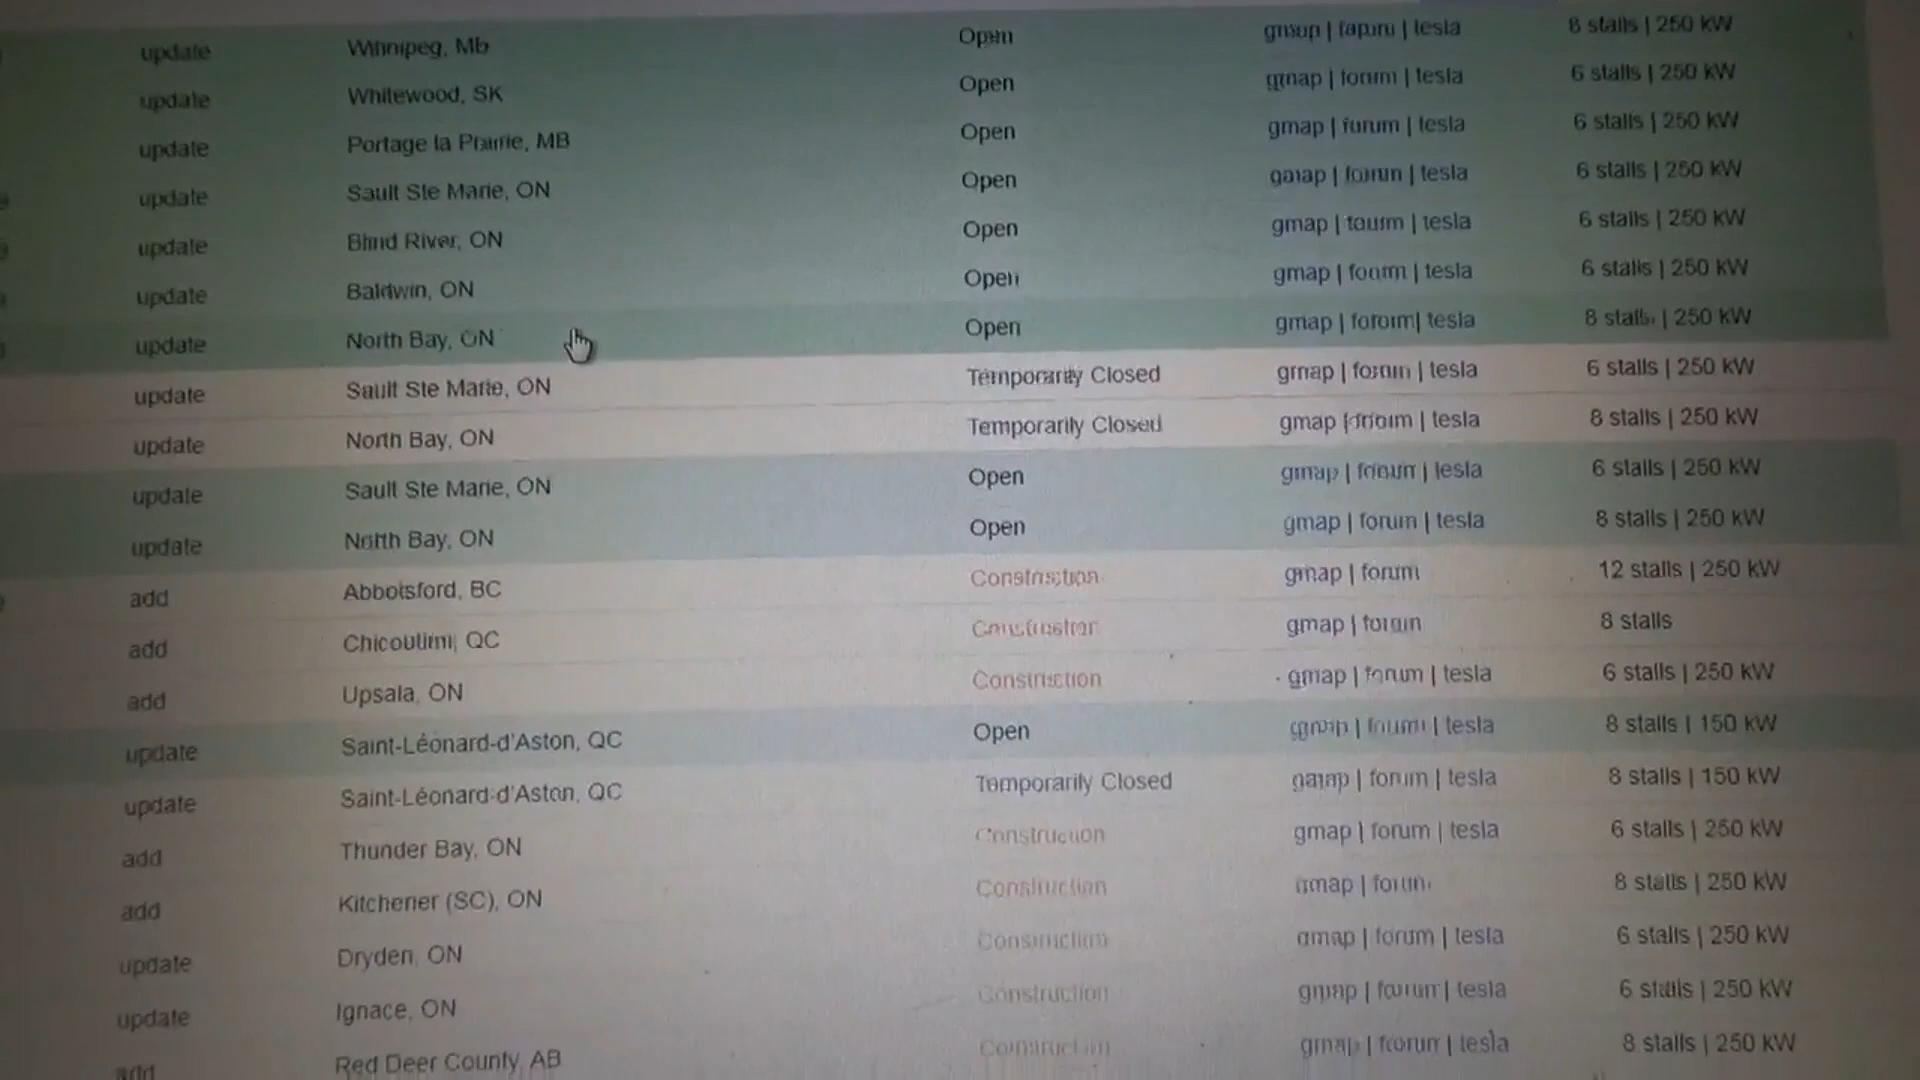 update Winnipeg, Mb Open gmap | forum | tesla 8 stalls | 250 kW
update Whitewood, SK Open gmap | forum | tesla 6 stalls | 250 kW
update Portage la Prairie, MB Open gmap | forum | tesla 6 stalls | 250 kW
update Sault Ste Marie, ON Open gmap | forum | tesla 6 stalls | 250 kW
update Blind River, ON Open gmap | forum | tesla 6 stalls | 250 kW
update Baldwin, ON Open gmap | forum | tesla 6 stalls | 250 kW
update North Bay, ON Open gmap | forum | tesla 8 stalls | 250 kW
update Sault Ste Marie, ON Temporarily Closed gmap | forum | tesla 6 stalls | 250 kW
update North Bay, ON Temporarily Closed gmap | forum | tesla 8 stalls | 250 kW
update Sault Ste Marie, ON Open gmap | forum | tesla 6 stalls | 250 kW
update North Bay, ON Open gmap | forum | tesla 8 stalls | 250 kW
add Abbotsford, BC Construction gmap | forum 12 stalls | 250 kW
add Chicoutimi, QC Construction gmap | forum 8 stalls
add Upsala, ON Construction gmap | forum | tesla 6 stalls | 250 kW
update Saint-Léonard-d'Aston, QC Open gmap | forum | tesla 8 stalls | 150 kW
update Saint-Léonard-d'Aston, QC Temporarily Closed gmap | forum | tesla 8 stalls | 150 kW
add Thunder Bay, ON Construction gmap | forum | tesla 6 stalls | 250 kW
add Kitchener (SC), ON Construction gmap | forum 8 stalls | 250 kW
update Dryden, ON Construction gmap | forum | tesla 6 stalls | 250 kW
update Ignace, ON Construction gmap | forum | tesla 6 stalls | 250 kW
add Red Deer County, AB Construction gmap | forum | tesla 8 stalls | 250 kW